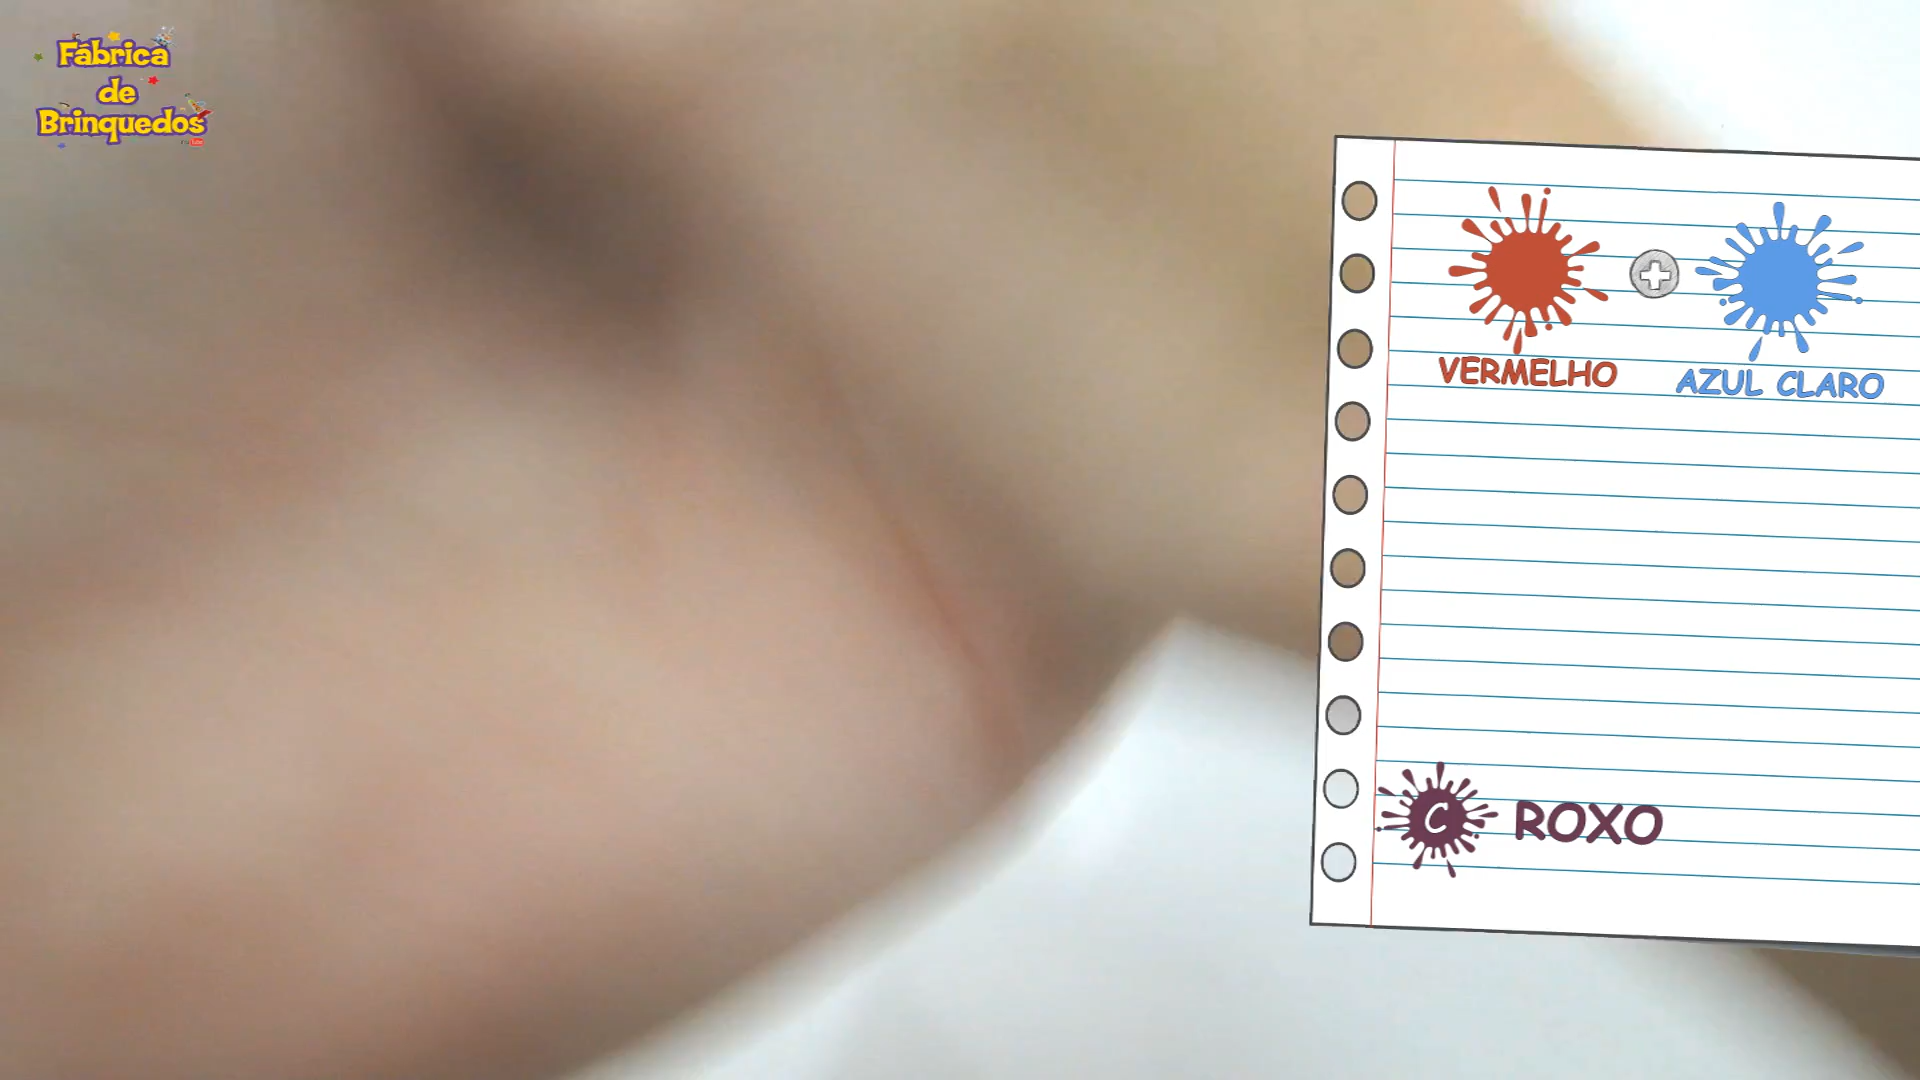 Fábrica
de
Brinquedos
VERMELHO
AZUL CLARO
C ROXO